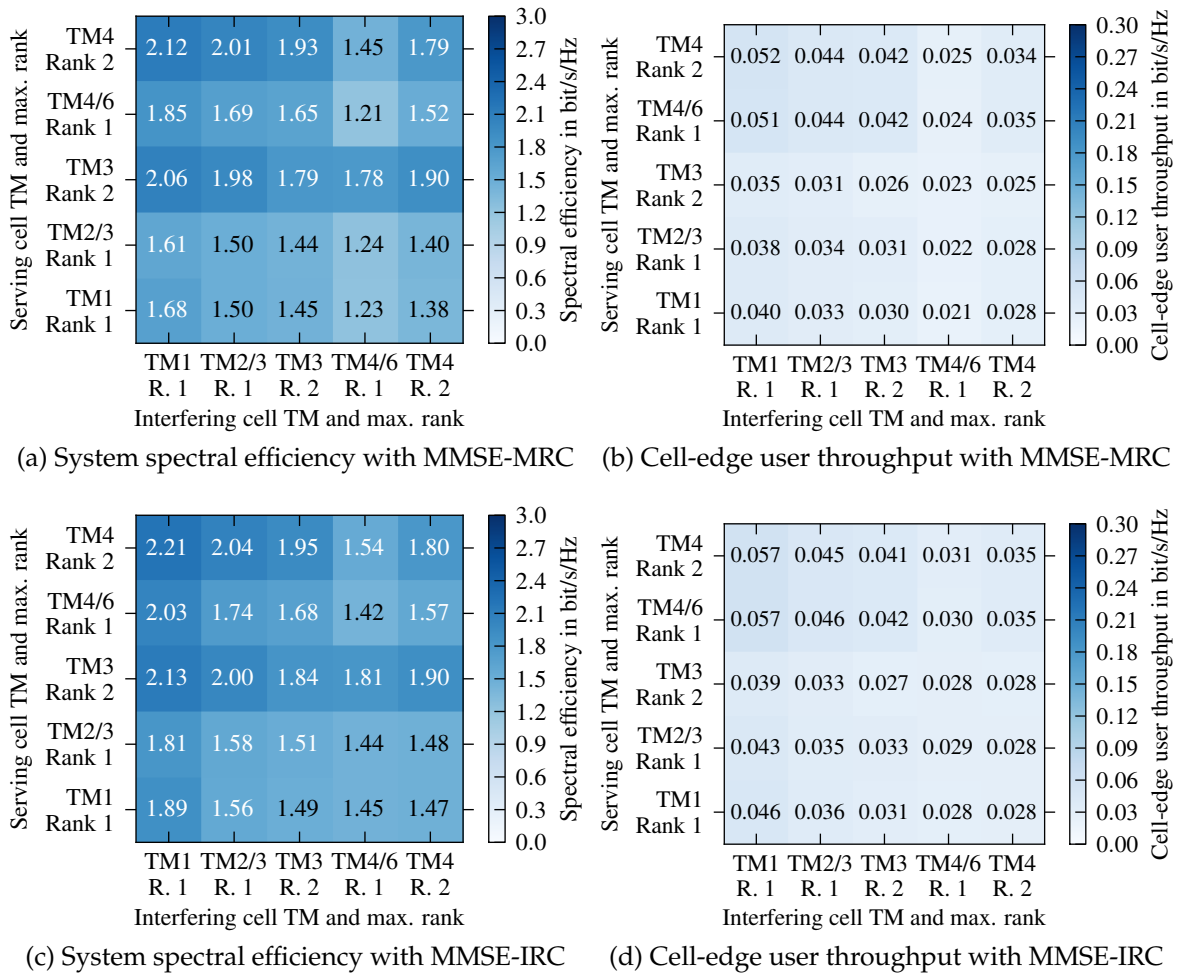 Serving cell TM and max. rank
TM4
Rank 2
2.12 2.01 1.93 1.45 1.79
TM4/6
Rank 1
1.85 1.69 1.65 1.21 1.52
TM3
Rank 2
2.06 1.98 1.79 1.78 1.90
TM2/3
Rank 1
1.61 1.50 1.44 1.24 1.40
TM1
Rank 1
1.68 1.50 1.45 1.23 1.38
TM1 TM2/3 TM3 TM4/6 TM4
R. 1 R. 1 R. 2 R. 1 R. 2
Interfering cell TM and max. rank
3.0
2.7
2.4
2.1
1.8
1.5
1.2
0.9
0.6
0.3
0.0
Spectral efficiency in bit/s/Hz
(a) System spectral efficiency with MMSE-MRC
Serving cell TM and max. rank
TM4
Rank 2
0.052 0.044 0.042 0.025 0.034
TM4/6
Rank 1
0.051 0.044 0.042 0.024 0.035
TM3
Rank 2
0.035 0.031 0.026 0.023 0.025
TM2/3
Rank 1
0.038 0.034 0.031 0.022 0.028
TM1
Rank 1
0.040 0.033 0.030 0.021 0.028
TM1 TM2/3 TM3 TM4/6 TM4
R. 1 R. 1 R. 2 R. 1 R. 2
Interfering cell TM and max. rank
0.30
0.27
0.24
0.21
0.18
0.15
0.12
0.09
0.06
0.03
0.00
Cell-edge user throughput in bit/s/Hz
(b) Cell-edge user throughput with MMSE-MRC
Serving cell TM and max. rank
TM4
Rank 2
2.21 2.04 1.95 1.54 1.80
TM4/6
Rank 1
2.03 1.74 1.68 1.42 1.57
TM3
Rank 2
2.13 2.00 1.84 1.81 1.90
TM2/3
Rank 1
1.81 1.58 1.51 1.44 1.48
TM1
Rank 1
1.89 1.56 1.49 1.45 1.47
TM1 TM2/3 TM3 TM4/6 TM4
R. 1 R. 1 R. 2 R. 1 R. 2
Interfering cell TM and max. rank
3.0
2.7
2.4
2.1
1.8
1.5
1.2
0.9
0.6
0.3
0.0
Spectral efficiency in bit/s/Hz
(c) System spectral efficiency with MMSE-IRC
Serving cell TM and max. rank
TM4
Rank 2
0.057 0.045 0.041 0.031 0.035
TM4/6
Rank 1
0.057 0.046 0.042 0.030 0.035
TM3
Rank 2
0.039 0.033 0.027 0.028 0.028
TM2/3
Rank 1
0.043 0.035 0.033 0.029 0.028
TM1
Rank 1
0.046 0.036 0.031 0.028 0.028
TM1 TM2/3 TM3 TM4/6 TM4
R. 1 R. 1 R. 2 R. 1 R. 2
Interfering cell TM and max. rank
0.30
0.27
0.24
0.21
0.18
0.15
0.12
0.09
0.06
0.03
0.00
Cell-edge user throughput in bit/s/Hz
(d) Cell-edge user throughput with MMSE-IRC